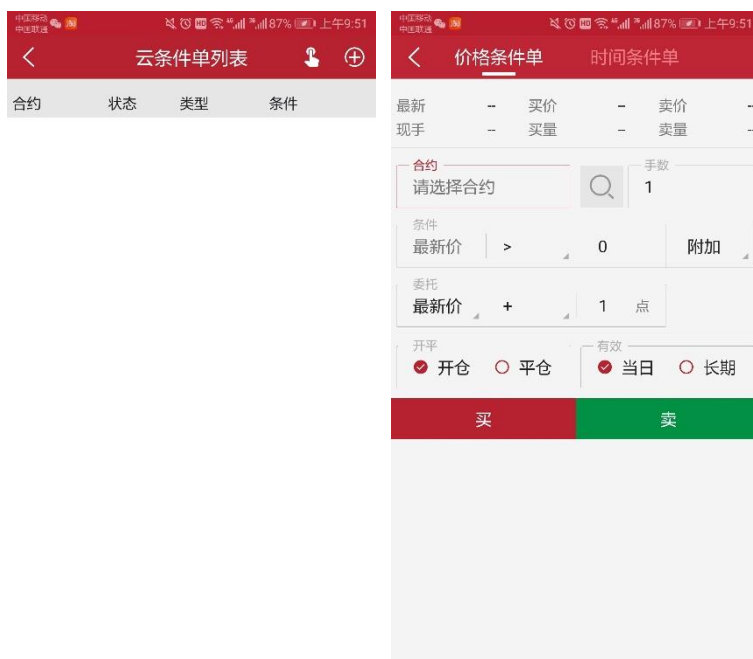 中国移动
中国联通
HD 87% 上午9:51
云条件单列表
合约 状态 类型 条件
中国移动
中国联通
HD 87% 上午9:51
价格条件单 时间条件单
最新 -- 买价 – 卖价 --
现手 -- 买量 – 卖量 --
合约 手数
请选择合约 1
条件
最新价 > 0 附加
委托
最新价 + 1 点
开平 有效
开仓 平仓 当日 长期
买 卖